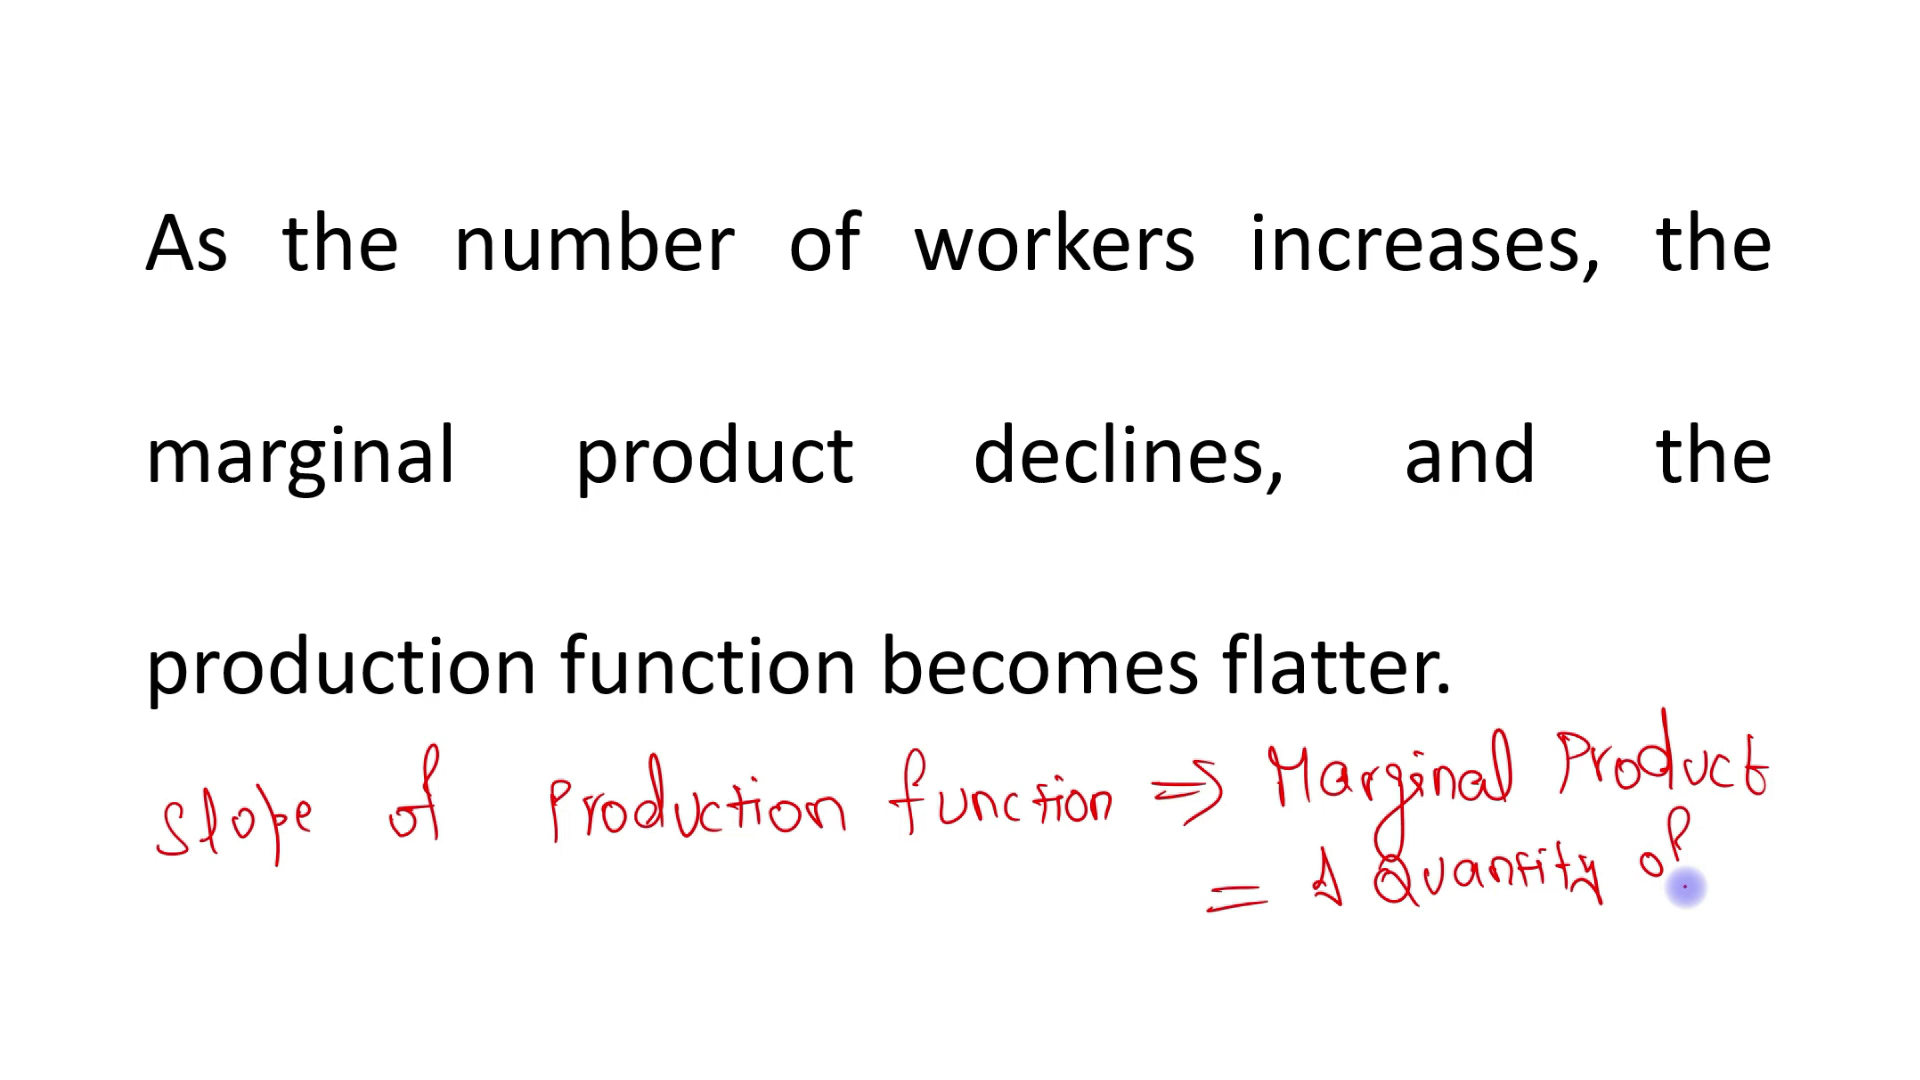 As the number of workers increases, the
marginal product declines, and the
production function becomes flatter.
Slope of Production function ⇒ Marginal Product
= Δ Quantity of